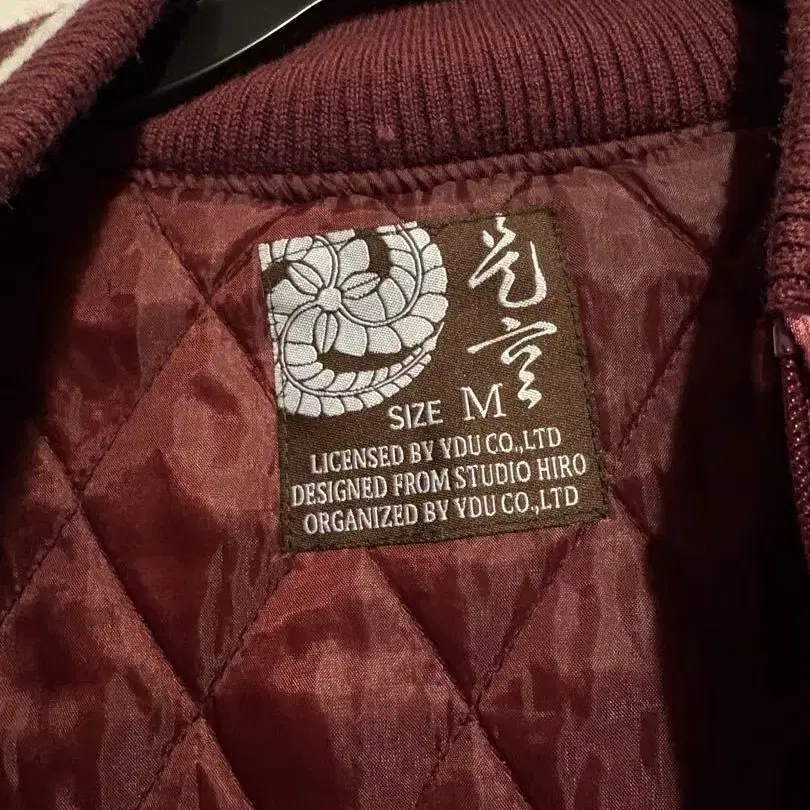 SIZE M
LICENSED BY YDU CO.,LTD
DESIGNED FROM STUDIO HIRO
ORGANIZED BY YDU CO.,LTD